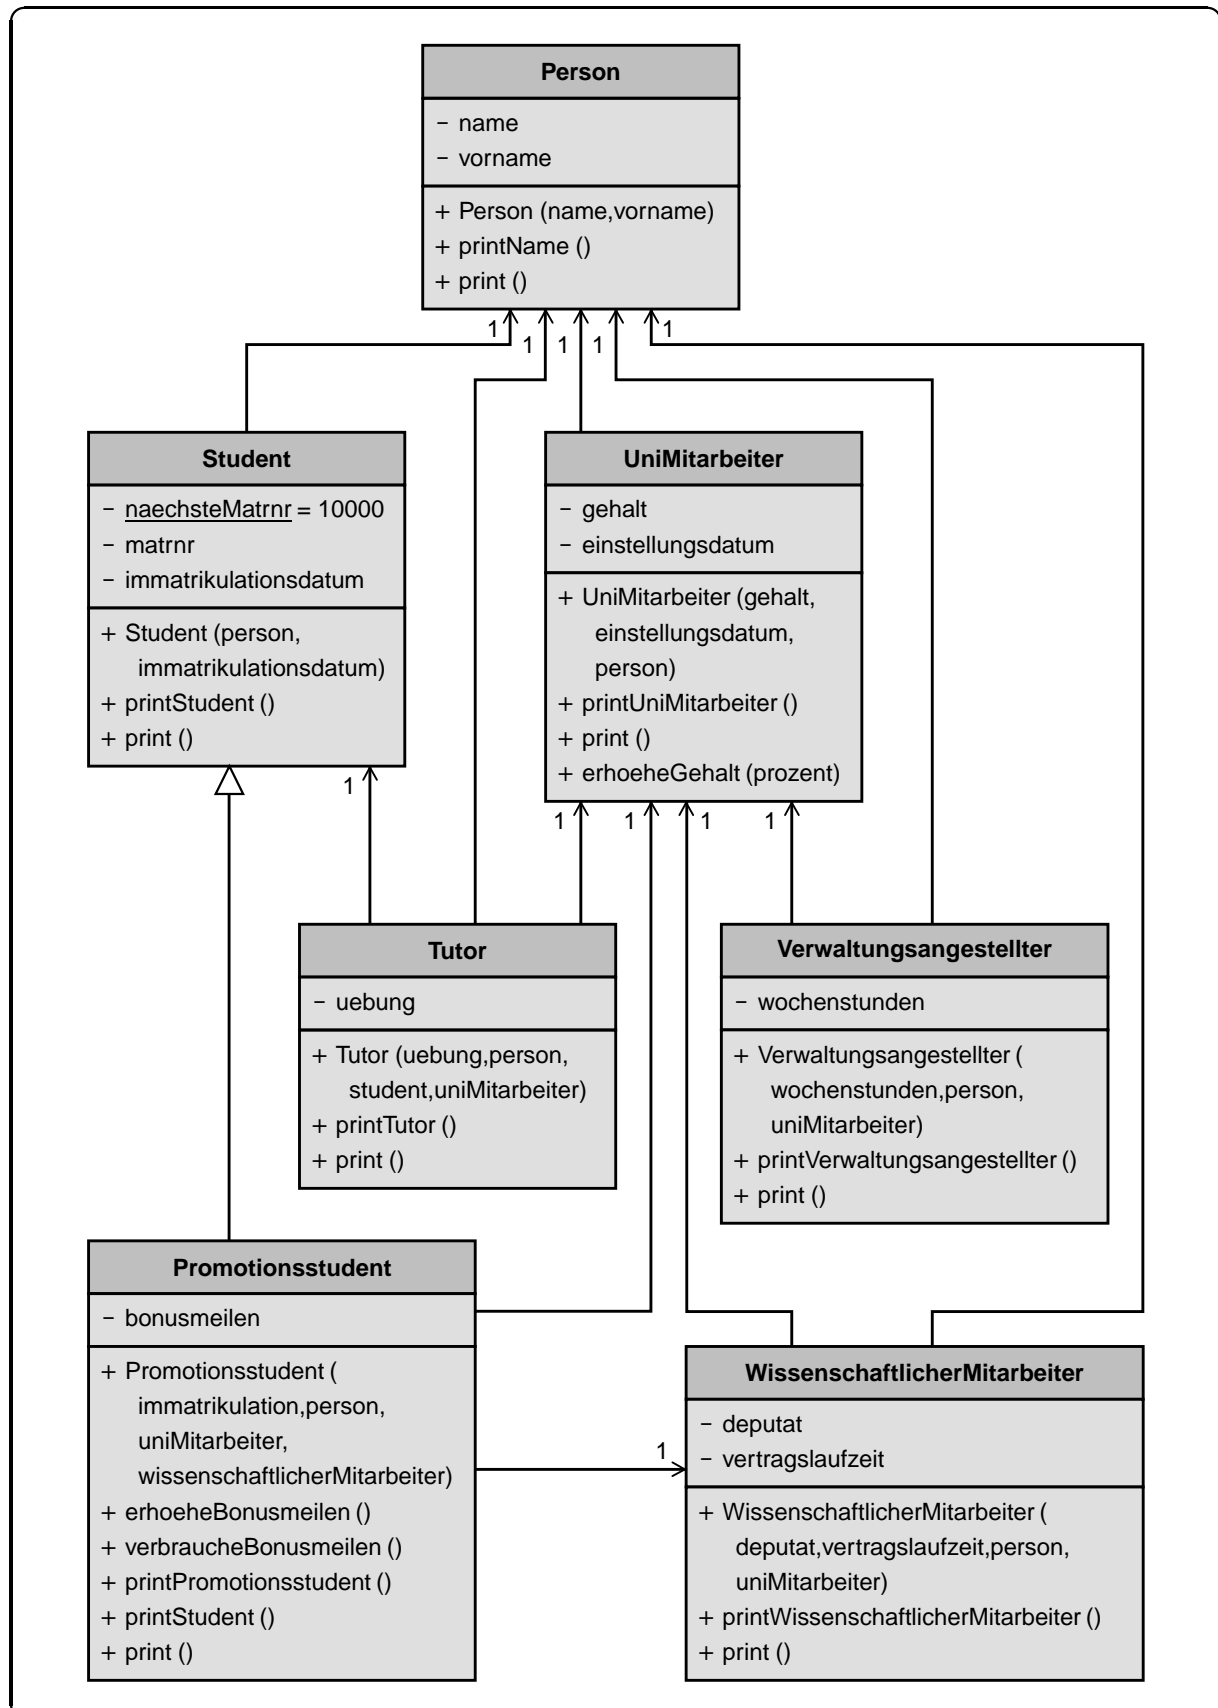 Person
− name
− vorname
+ Person (name,vorname)
+ printName ()
+ print ()
1
1
1
1
1
Student
− naechsteMatrnr = 10000
− matrnr
− immatrikulationsdatum
+ Student (person,
immatrikulationsdatum)
+ printStudent ()
+ print ()
UniMitarbeiter
− gehalt
− einstellungsdatum
+ UniMitarbeiter (gehalt,
einstellungsdatum,
person)
+ printUniMitarbeiter ()
+ print ()
+ erhoeheGehalt (prozent)
1
1
1
1
1
Tutor
− uebung
+ Tutor (uebung,person,
student,uniMitarbeiter)
+ printTutor ()
+ print ()
Verwaltungsangestellter
− wochenstunden
+ Verwaltungsangestellter (
wochenstunden,person,
uniMitarbeiter)
+ printVerwaltungsangestellter ()
+ print ()
Promotionsstudent
− bonusmeilen
+ Promotionsstudent (
immatrikulation,person,
uniMitarbeiter,
wissenschaftlicherMitarbeiter)
+ erhoeheBonusmeilen ()
+ verbraucheBonusmeilen ()
+ printPromotionsstudent ()
+ printStudent ()
+ print ()
1
WissenschaftlicherMitarbeiter
− deputat
− vertragslaufzeit
+ WissenschaftlicherMitarbeiter (
deputat,vertragslaufzeit,person,
uniMitarbeiter)
+ printWissenschaftlicherMitarbeiter ()
+ print ()